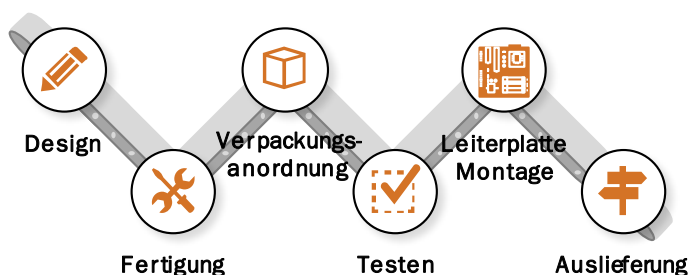 Design
Fertigung
Verpackungs-
anordnung
Testen
Leiterplatte
Montage
Auslieferung